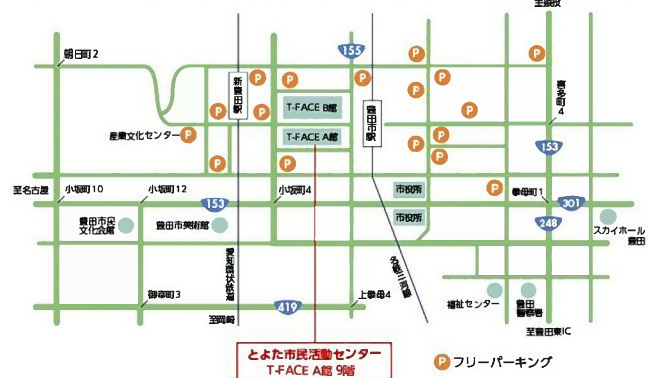 至藤岡
155
朝日町2
P
P
P
P
P
P
P
新豊田駅
T-FACE B館
豊田市駅
喜多町4
P
P
P
P
産業文化センター P
T-FACE A館
P
P
153
P
P
P
至名古屋
小坂町10
小坂町12
153
小坂町4
市役所
P
挙母町1
301
豊田市民
文化会館
豊田市美術館
市役所
248
スカイホール
豊田
愛知環状鉄道
名鉄三河線
御幸町3
至岡崎
419
上挙母4
福祉センター
豊田
警察署
至豊田東IC
とよた市民活動センター
T-FACE A館 9階
P フリーパーキング